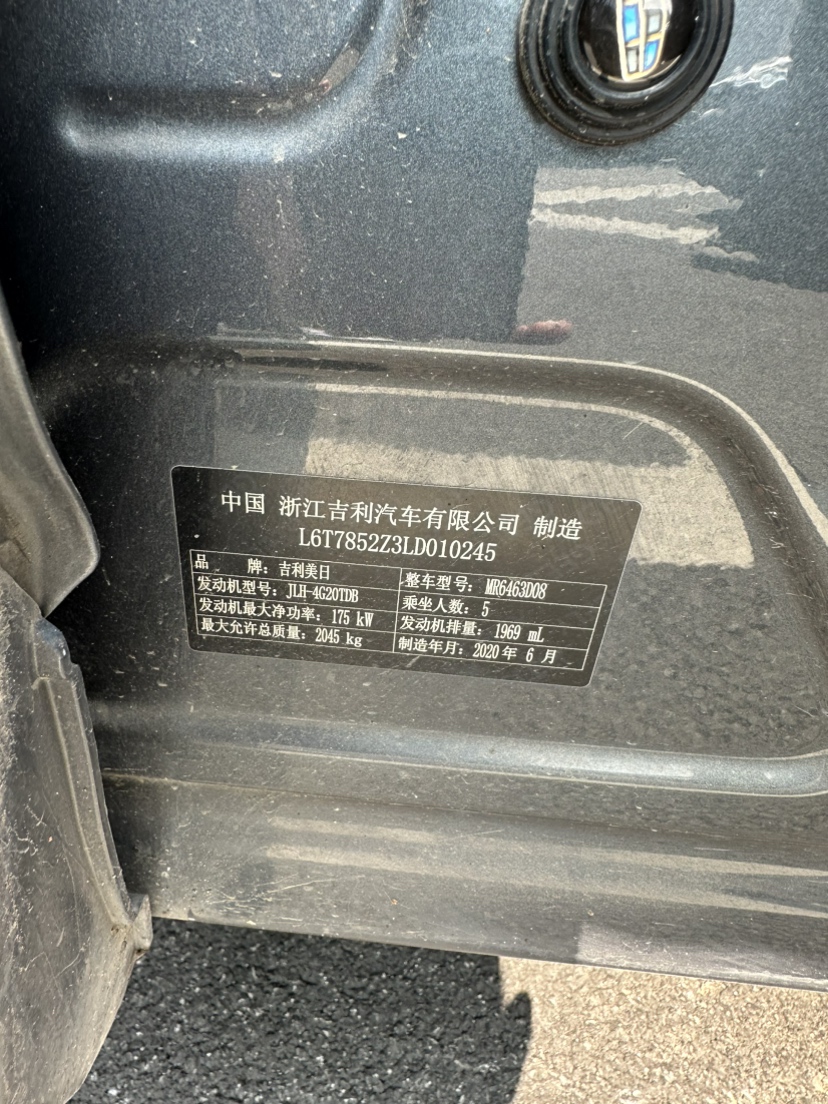 中国 浙江吉利汽车有限公司 制造
L6T7852Z3LD010245
品 牌：吉利美日 整车型号：MR6463D08
发动机型号：JLH-4G20TDB 乘坐人数：5
发动机最大净功率：175 kW 发动机排量：1969 mL
最大允许总质量：2045 kg 制造年月：2020 年 6 月